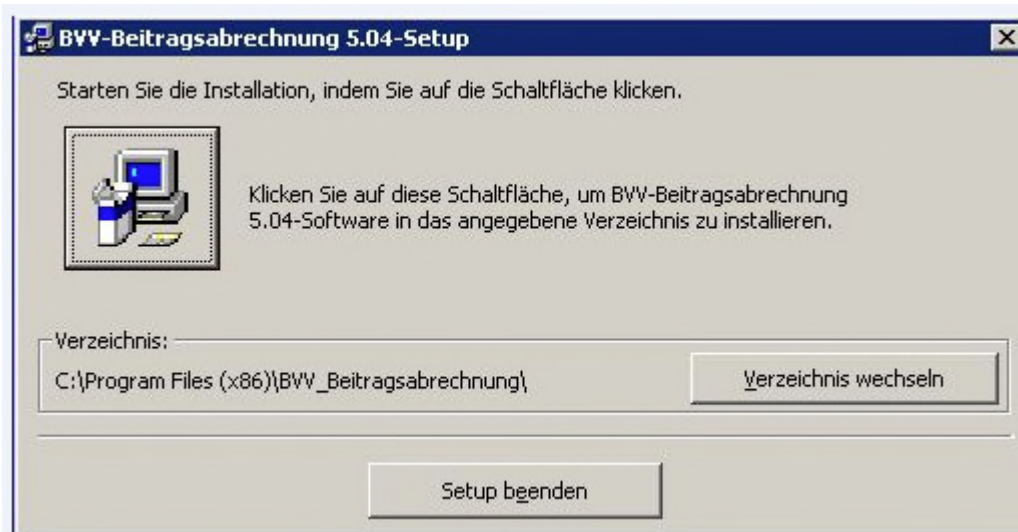 BVV-Beitragsabrechnung 5.04-Setup
Starten Sie die Installation, indem Sie auf die Schaltfläche klicken.
Klicken Sie auf diese Schaltfläche, um BVV-Beitragsabrechnung
5.04-Software in das angegebene Verzeichnis zu installieren.
Verzeichnis:
C:\Program Files (x86)\BVV_Beitragsabrechnung\
Verzeichnis wechseln
Setup beenden